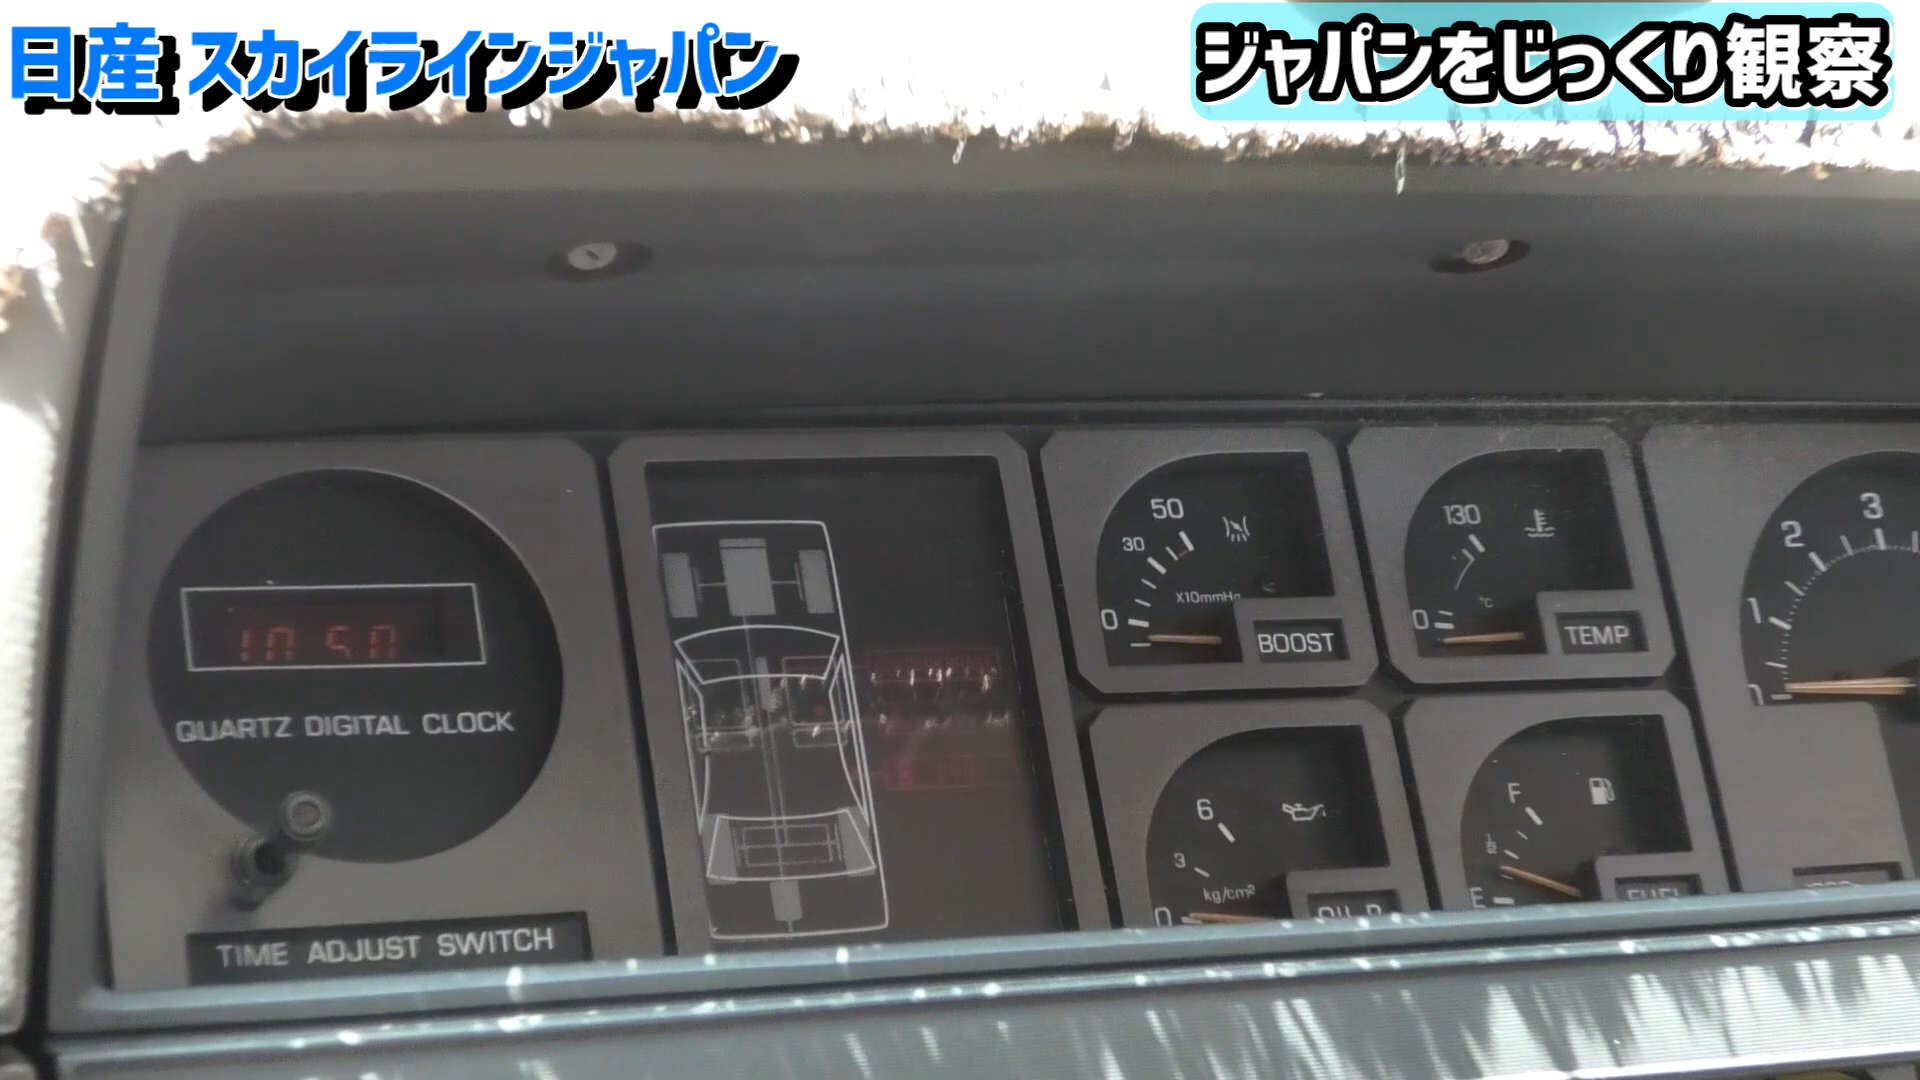 日産 スカイラインジャパン
ジャパンをじっくり観察
QUARTZ DIGITAL CLOCK
TIME ADJUST SWITCH
50
30
0
X10mmHg
BOOST
130
0
°C
TEMP
6
3
0
kg/cm²
F
E
3
2
1